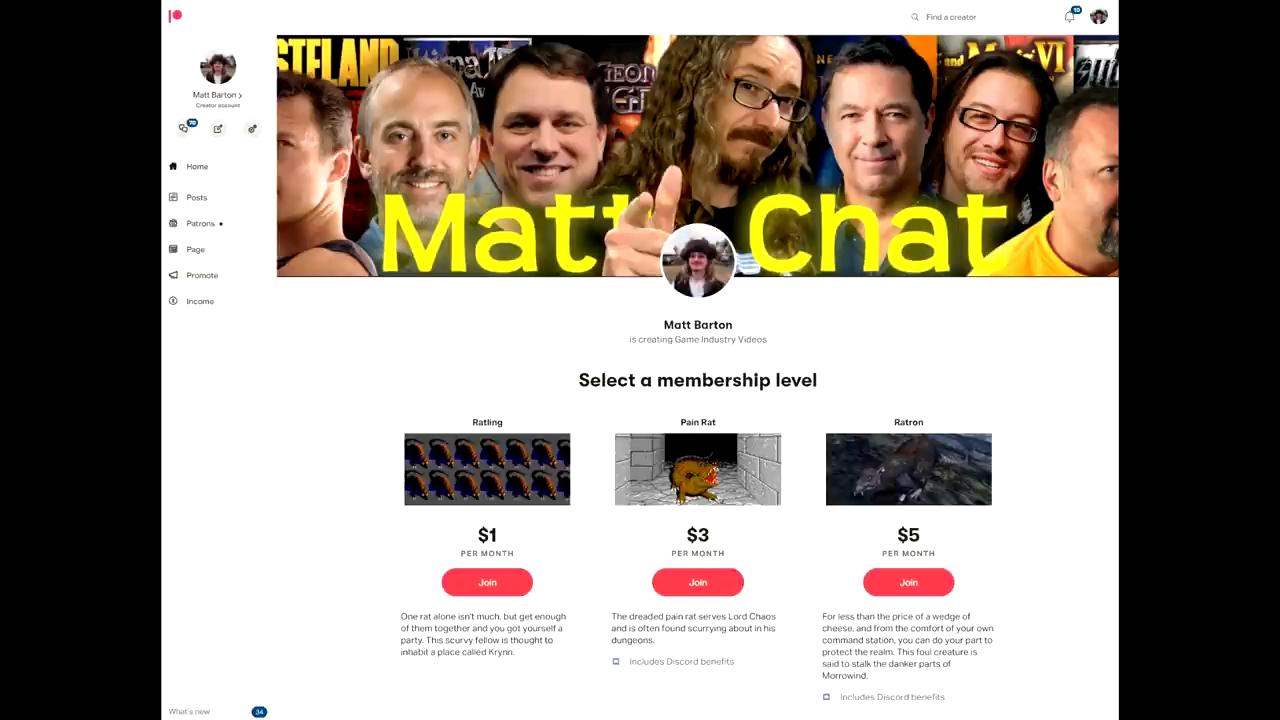 Find a creator
10
Matt Barton
Creator account
70
Home
Posts
Patrons
Page
Promote
Income
What's new
34
WASTELAND
Matt Chat
Matt Barton
is creating Game Industry Videos
Select a membership level
Ratling
$1
PER MONTH
Join
One rat alone isn't much, but get enough
of them together and you got yourself a
party. This scurvy fellow is thought to
inhabit a place called Krynn.
Pain Rat
$3
PER MONTH
Join
The dreaded pain rat serves Lord Chaos
and is often found scurrying about in his
dungeons.
Includes Discord benefits
Ratron
$5
PER MONTH
Join
For less than the price of a wedge of
cheese, and from the comfort of your own
command station, you can do your part to
protect the realm. This foul creature is
said to stalk the danker parts of
Morrowind.
Includes Discord benefits